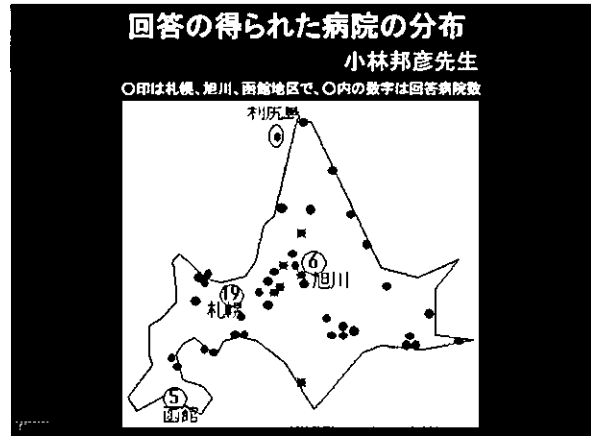 回答の得られた病院の分布
小林邦彦先生
○印は札幌、旭川、函館地区で、○内の数字は回答病院数
利尻島
6
旭川
19
札幌
5
函館